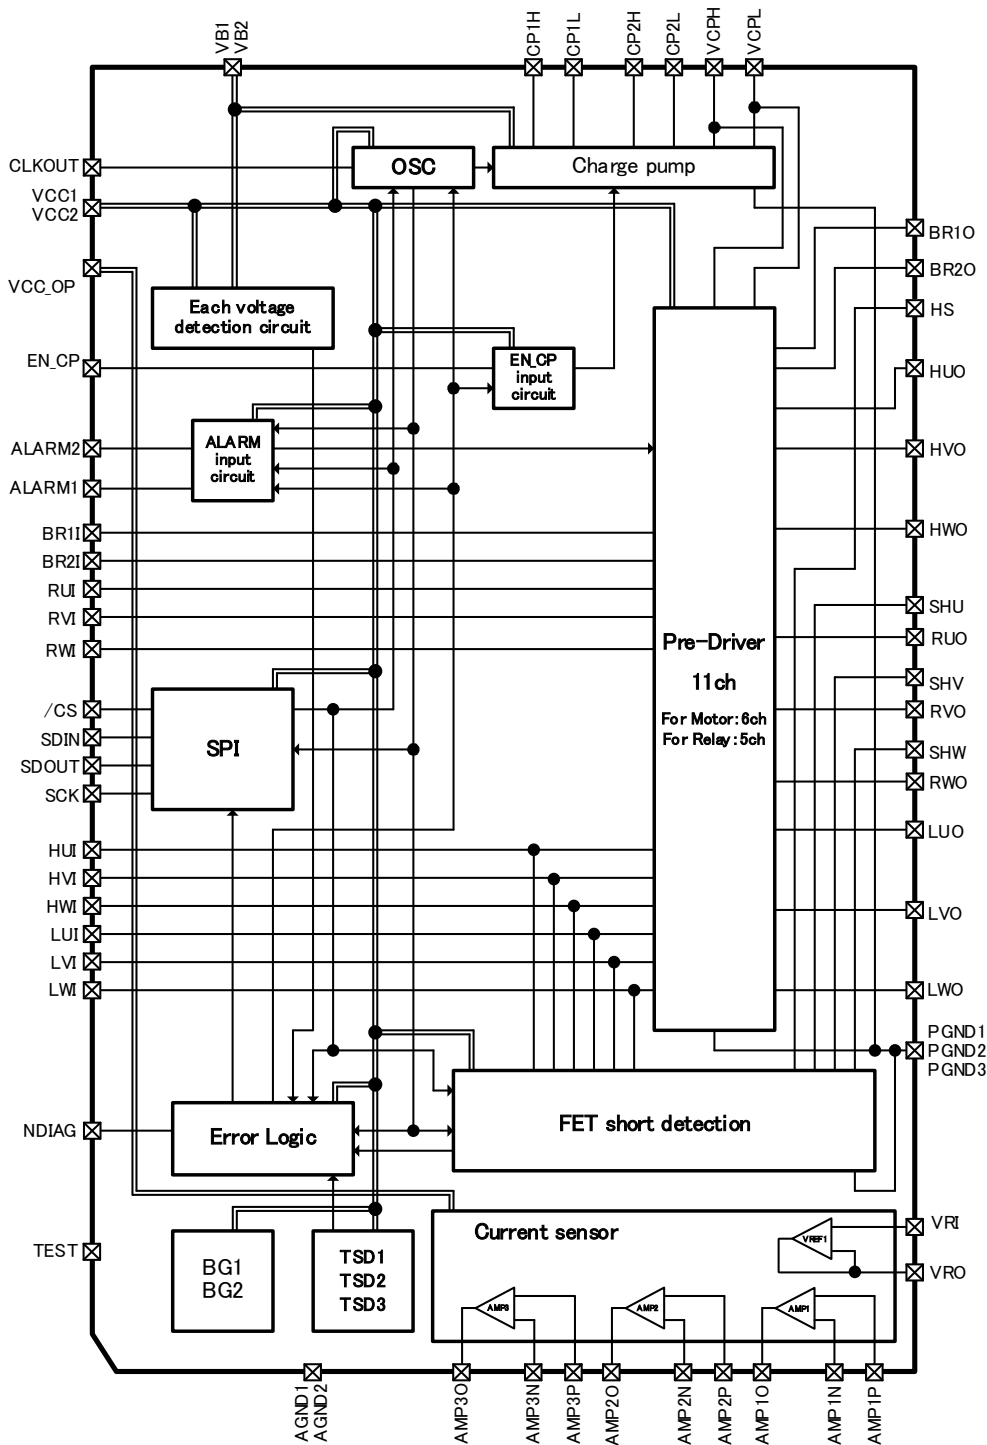 VB1
VB2
CP1H
CP1L
CP2H
CP2L
VCPH
VCPL
CLKOUT
VCC1
VCC2
VCC_OP
EN_CP
ALARM2
ALARM1
BR1I
BR2I
RUI
RVI
RWI
/CS
SDIN
SDOUT
SCK
HUI
HVI
HWI
LUI
LVI
LWI
NDIAG
TEST
OSC
Charge pump
Each voltage
detection circuit
EN_CP
input
circuit
ALARM
input
circuit
Pre-Driver
11ch
For Motor:6ch
For Relay:5ch
SPI
Error Logic
FET short detection
BG1
BG2
TSD1
TSD2
TSD3
Current sensor
VREF1
AMP3
AMP2
AMP1
BR1O
BR2O
HS
HUO
HVO
HWO
SHU
RUO
SHV
RVO
SHW
RWO
LUO
LVO
LWO
PGND1
PGND2
PGND3
VRI
VRO
AGND1
AGND2
AMP3O
AMP3N
AMP3P
AMP2O
AMP2N
AMP2P
AMP1O
AMP1N
AMP1P